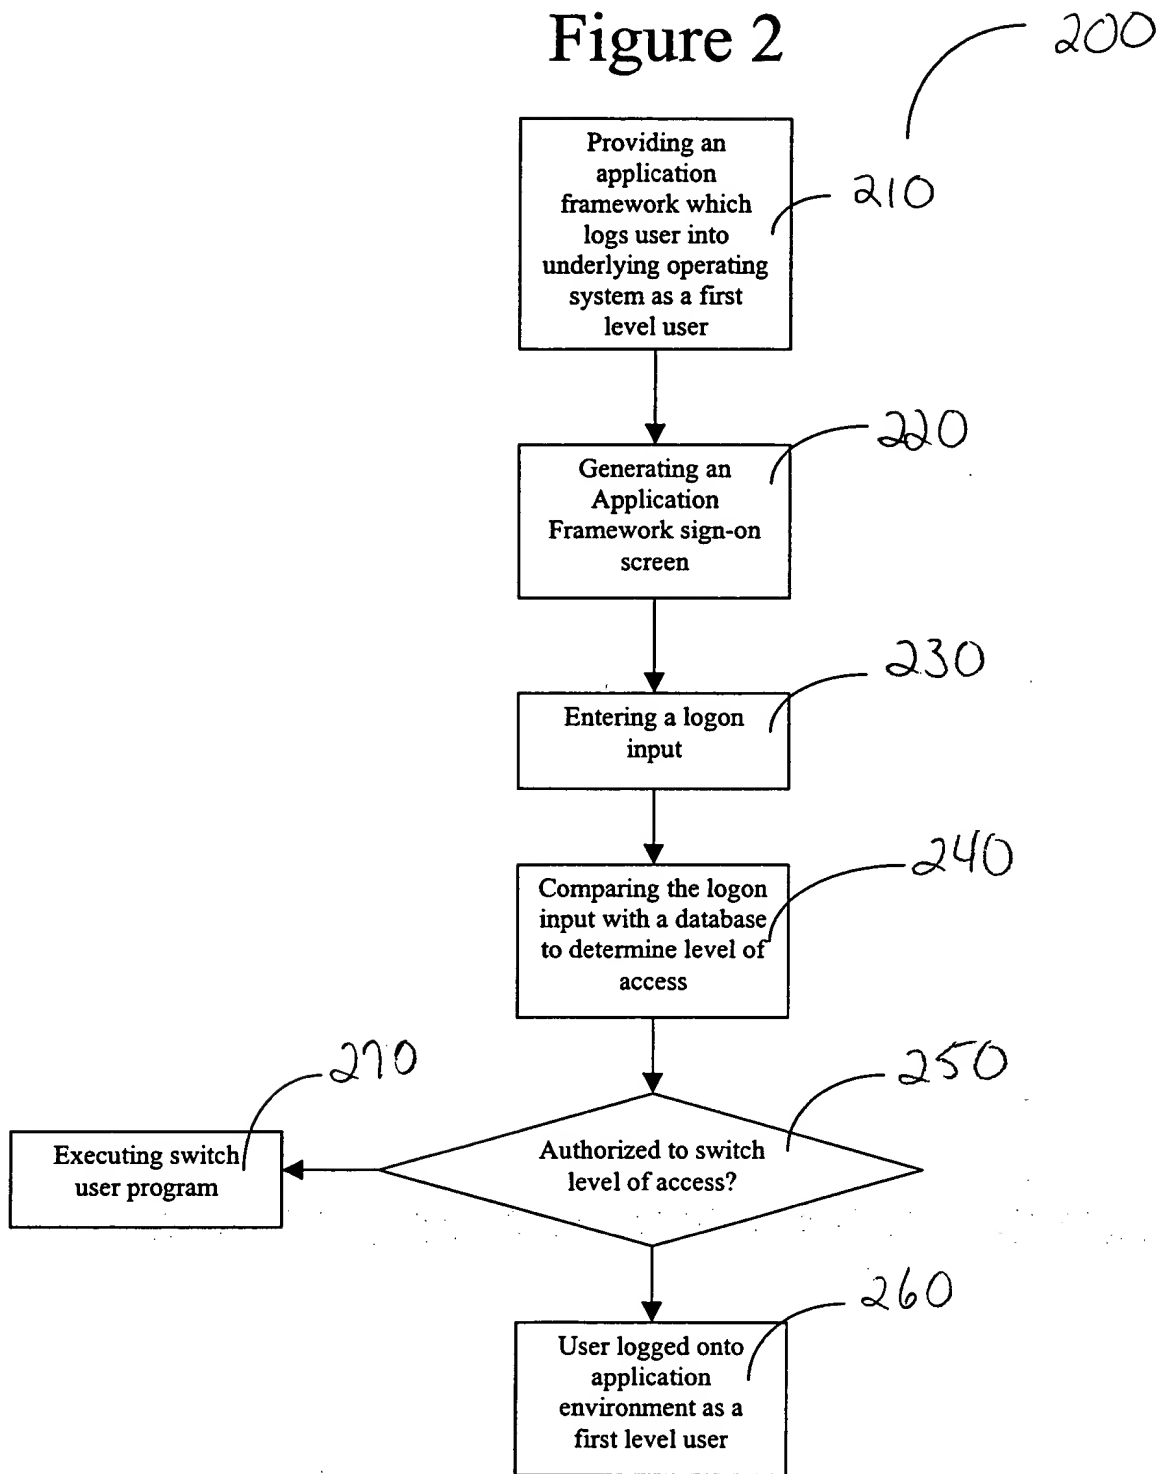 Figure 2
200
Providing an
application
framework which
logs user into
underlying operating
system as a first
level user
210
220
Generating an
Application
Framework sign-on
screen
230
Entering a logon
input
240
Comparing the logon
input with a database
to determine level of
access
270
250
Executing switch
user program
Authorized to switch
level of access?
260
User logged onto
application
environment as a
first level user